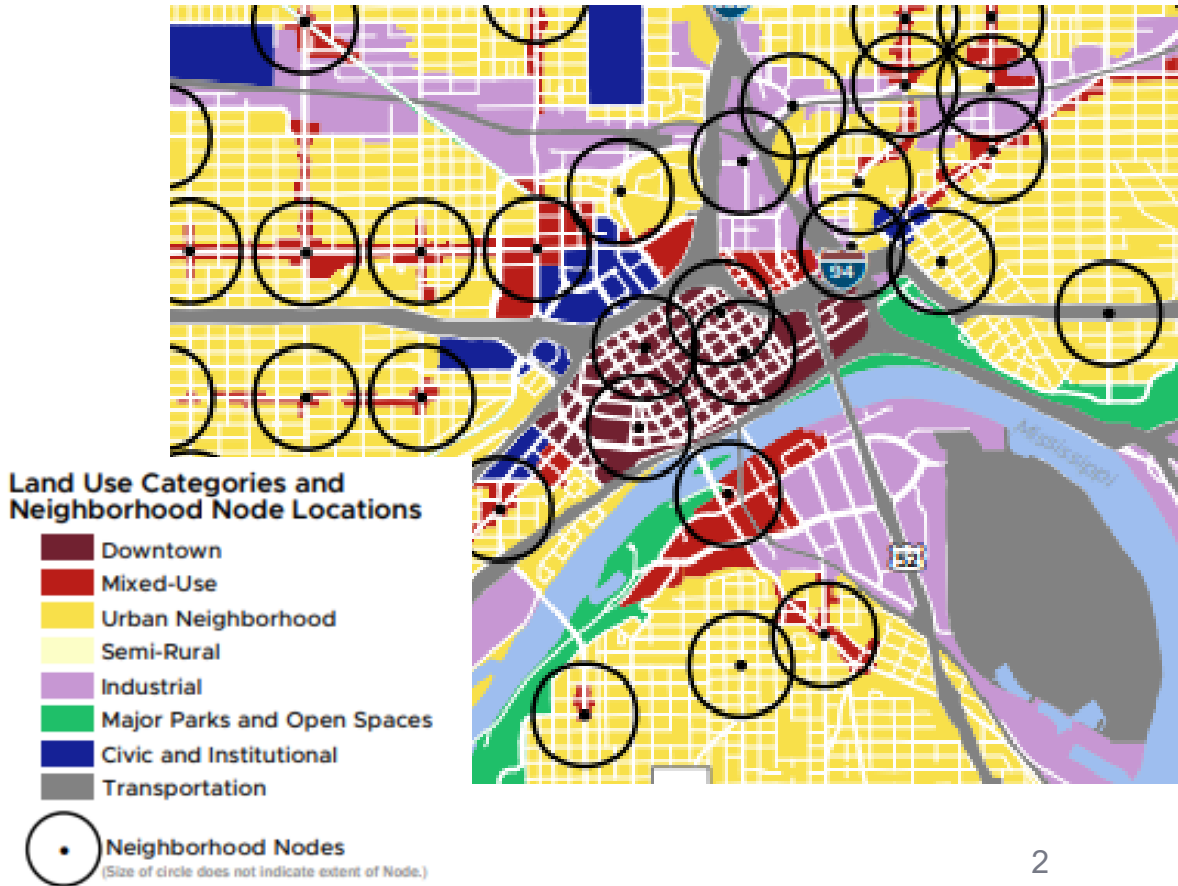 94
Mississippi
52
Land Use Categories and
Neighborhood Node Locations
Downtown
Mixed-Use
Urban Neighborhood
Semi-Rural
Industrial
Major Parks and Open Spaces
Civic and Institutional
Transportation
Neighborhood Nodes
(Size of circle does not indicate extent of Node.)
2